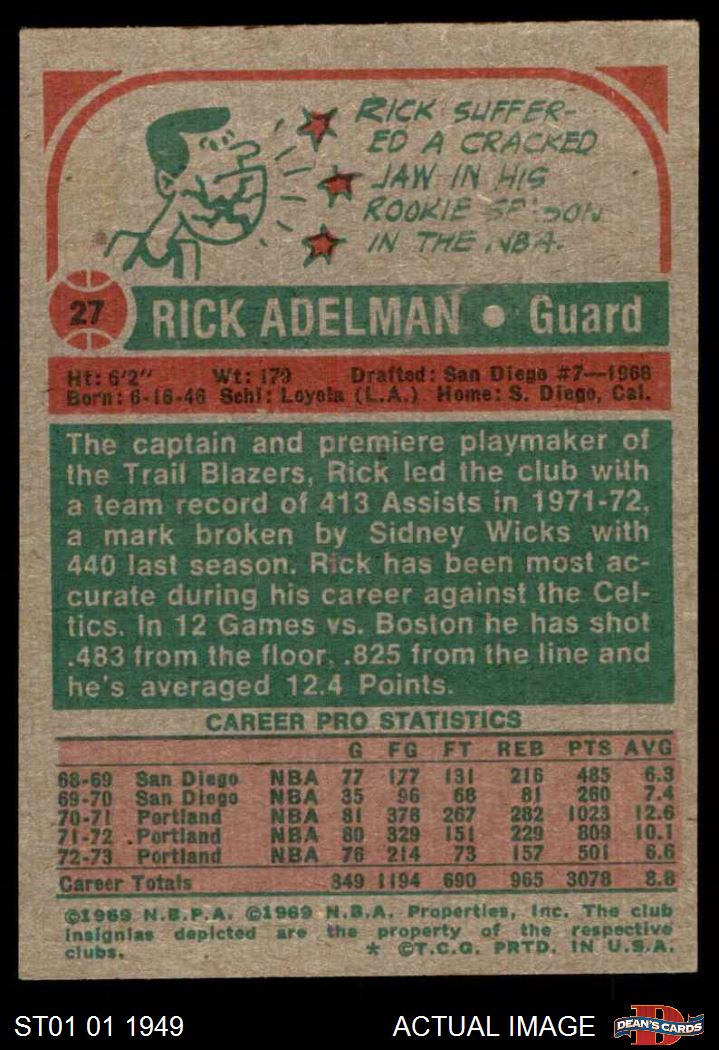 RICK SUFFER-
ED A CRACKED
JAW IN HIS
ROOKIE
IN THE NBA.
27
RICK ADELMAN • Guard
Ht: 6'2" Wt: 179 Drafted: San Diego #7—1968
Born: 6-16-46 Schl: Loyola (L.A.) Home: S. Diego, Cal.
The captain and premiere playmaker of
the Trail Blazers, Rick led the club with
a team record of 413 Assists in 1971-72,
a mark broken by Sidney Wicks with
440 last season. Rick has been most ac-
curate during his career against the Cel-
tics. In 12 Games vs. Boston he has shot
.483 from the floor, .825 from the line and
he's averaged 12.4 Points.
CAREER PRO STATISTICS
G FG FT REB PTS AVG
68-69 San Diego NBA 77 177 131 216 485 6.3
69-70 San Diego NBA 35 96 68 81 260 7.4
70-71 Portland NBA 81 378 267 282 1023 12.6
71-72 Portland NBA 80 329 151 229 809 10.1
72-73 Portland NBA 76 214 73 157 501 6.6
Career Totals 349 1194 690 965 3078 8.8
©1969 N.B.P.A. ©1969 N.B.A. Properties, Inc. The club
insignias depicted are the property of the respective
clubs. * ©T.C.G. PRTD. IN U.S.A.
ST01 01 1949 ACTUAL IMAGE
DEAN'S CARDS